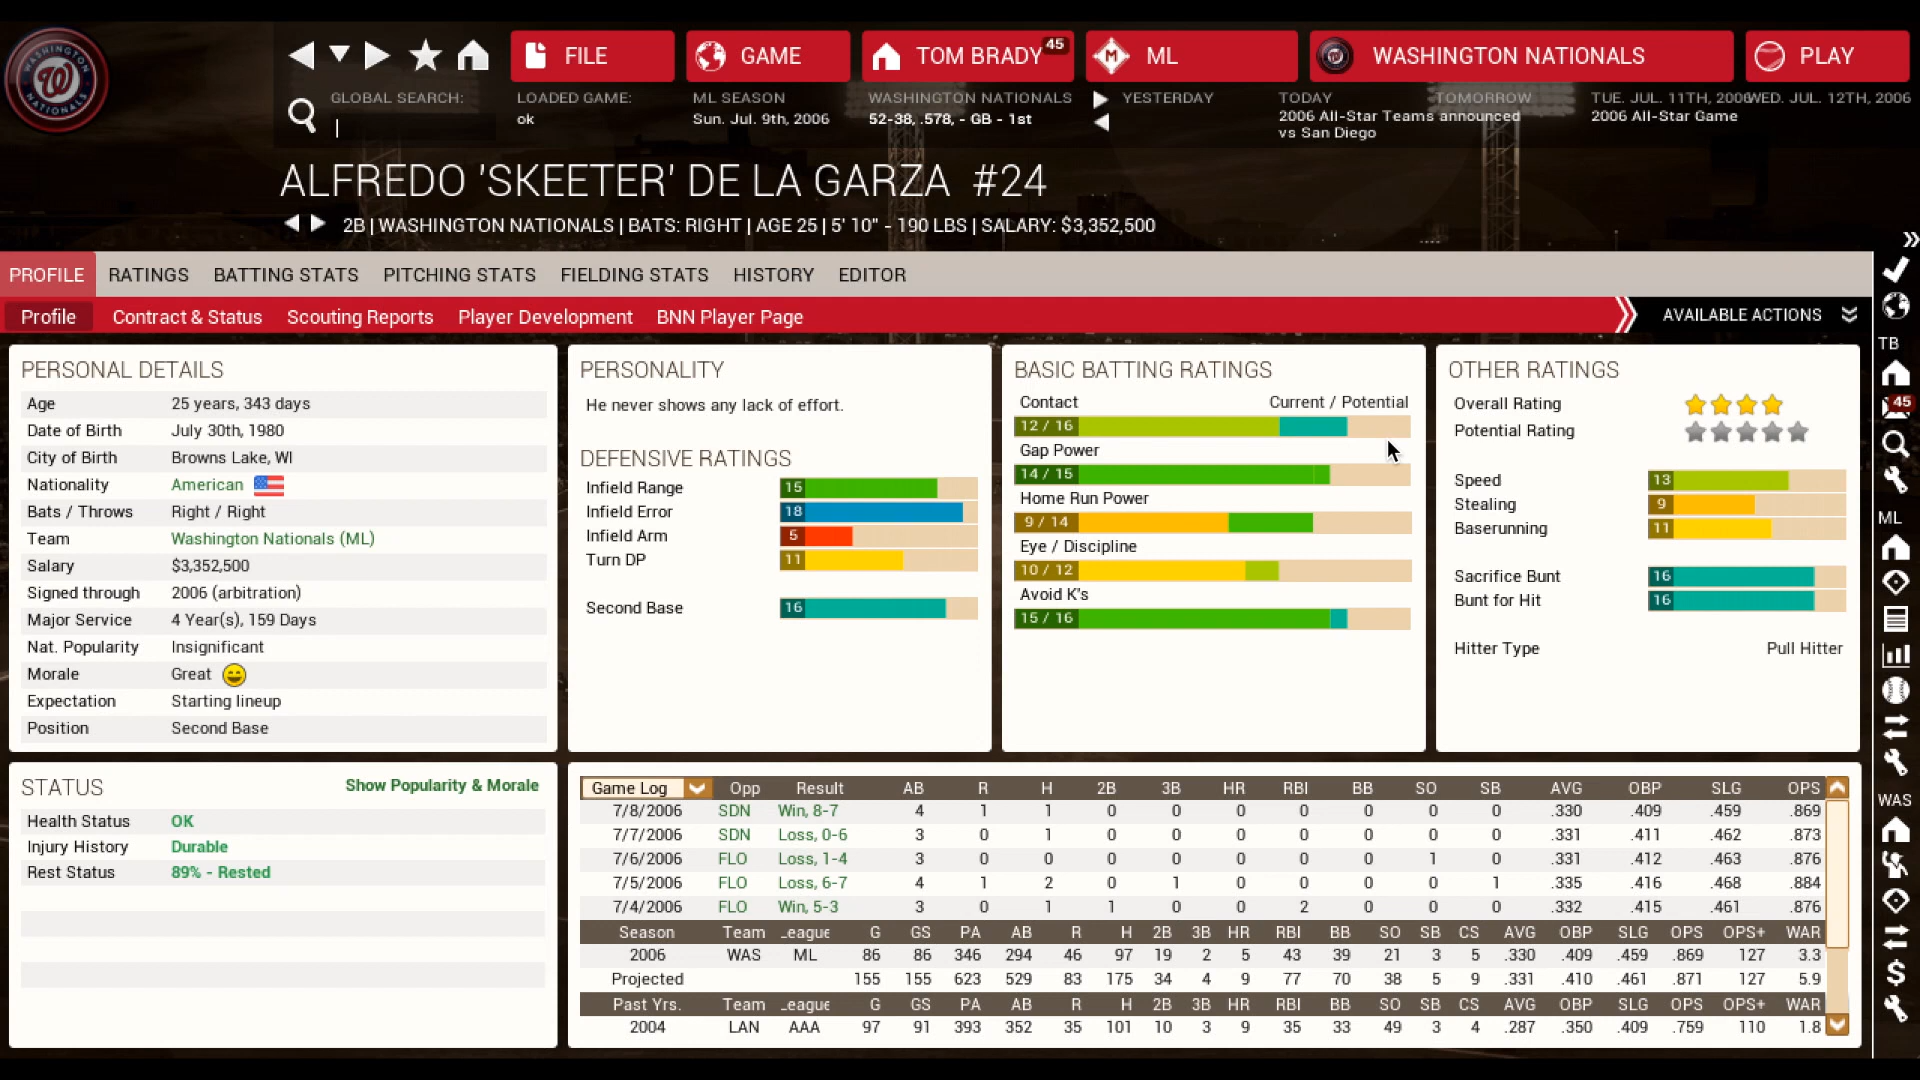 FILE
GAME
TOM BRADY 45
ML
WASHINGTON NATIONALS
PLAY
GLOBAL SEARCH:
LOADED GAME:
ok
ML SEASON
Sun. Jul. 9th, 2006
WASHINGTON NATIONALS
52-38, .578, - GB - 1st
YESTERDAY
TODAY
2006 All-Star Teams announced
vs San Diego
TOMORROW
TUE. JUL. 11TH, 2006
2006 All-Star Game
WED. JUL. 12TH, 2006
WASHINGTON
W
NATIONALS
ALFREDO 'SKEETER' DE LA GARZA #24
2B | WASHINGTON NATIONALS | BATS: RIGHT | AGE 25 | 5' 10" - 190 LBS | SALARY: $3,352,500
PROFILE RATINGS BATTING STATS PITCHING STATS FIELDING STATS HISTORY EDITOR
Profile Contract & Status Scouting Reports Player Development BNN Player Page
AVAILABLE ACTIONS
PERSONAL DETAILS
Age 25 years, 343 days
Date of Birth July 30th, 1980
City of Birth Browns Lake, WI
Nationality American
Bats / Throws Right / Right
Team Washington Nationals (ML)
Salary $3,352,500
Signed through 2006 (arbitration)
Major Service 4 Year(s), 159 Days
Nat. Popularity Insignificant
Morale Great
Expectation Starting lineup
Position Second Base
PERSONALITY
He never shows any lack of effort.
DEFENSIVE RATINGS
Infield Range 15
Infield Error 18
Infield Arm 5
Turn DP 11
Second Base 16
BASIC BATTING RATINGS
Contact Current / Potential
12 / 16
Gap Power
14 / 15
Home Run Power
9 / 14
Eye / Discipline
10 / 12
Avoid K's
15 / 16
OTHER RATINGS
Overall Rating
Potential Rating
Speed 13
Stealing 9
Baserunning 11
Sacrifice Bunt 16
Bunt for Hit 16
Hitter Type Pull Hitter
STATUS Show Popularity & Morale
Health Status OK
Injury History Durable
Rest Status 89% - Rested
Game Log Opp Result AB R H 2B 3B HR RBI BB SO SB AVG OBP SLG OPS
7/8/2006 SDN Win, 8-7 4 1 1 0 0 0 0 0 0 0 .330 .409 .459 .869
7/7/2006 SDN Loss, 0-6 3 0 1 0 0 0 0 0 0 0 .331 .411 .462 .873
7/6/2006 FLO Loss, 1-4 3 0 0 0 0 0 0 0 1 0 .331 .412 .463 .876
7/5/2006 FLO Loss, 6-7 4 1 2 0 1 0 0 0 0 1 .335 .416 .468 .884
7/4/2006 FLO Win, 5-3 3 0 1 1 0 0 2 0 0 0 .332 .415 .461 .876
Season Team League G GS PA AB R H 2B 3B HR RBI BB SO SB CS AVG OBP SLG OPS OPS+ WAR
2006 WAS ML 86 86 346 294 46 97 19 2 5 43 39 21 3 5 .330 .409 .459 .869 127 3.3
Projected 155 155 623 529 83 175 34 4 9 77 70 38 5 9 .331 .410 .461 .871 127 5.9
Past Yrs. Team League G GS PA AB R H 2B 3B HR RBI BB SO SB CS AVG OBP SLG OPS OPS+ WAR
2004 LAN AAA 97 91 393 352 35 101 10 3 9 35 33 49 3 4 .287 .350 .409 .759 110 1.8
TB
45
ML
WAS